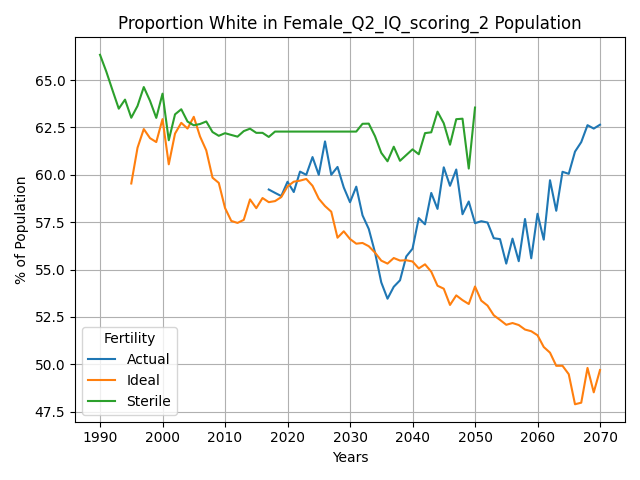 Proportion White in Female_Q2_IQ_scoring_2 Population
% of Population
65.0
62.5
60.0
57.5
55.0
52.5
50.0
47.5
Fertility
Actual
Ideal
Sterile
1990 2000 2010 2020 2030 2040 2050 2060 2070
Years